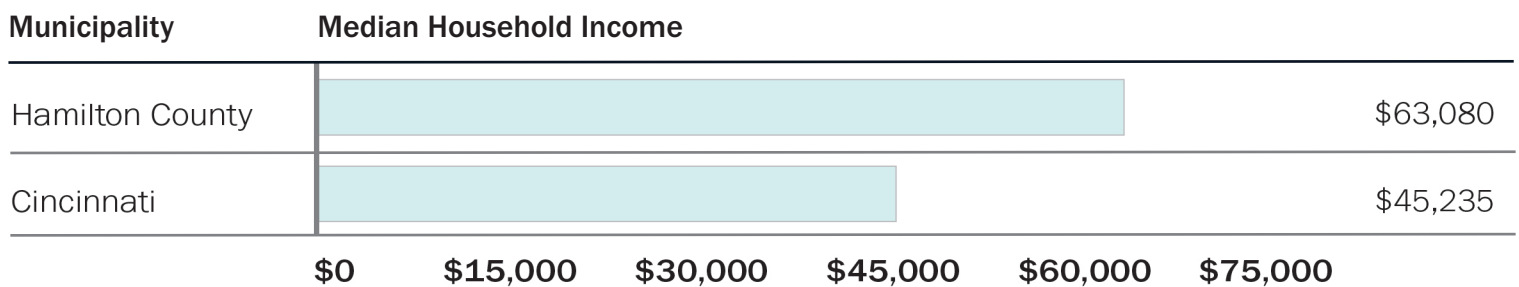 Municipality Median Household Income
Hamilton County $63,080
Cincinnati $45,235
$0 $15,000 $30,000 $45,000 $60,000 $75,000